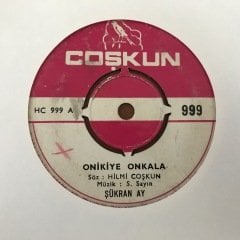 COŞKUN
HC 999 A
999
ONİKİYE ONKALA
Söz : HİLMİ COŞKUN
Müzik : S. Sayın
ŞÜKRAN AY